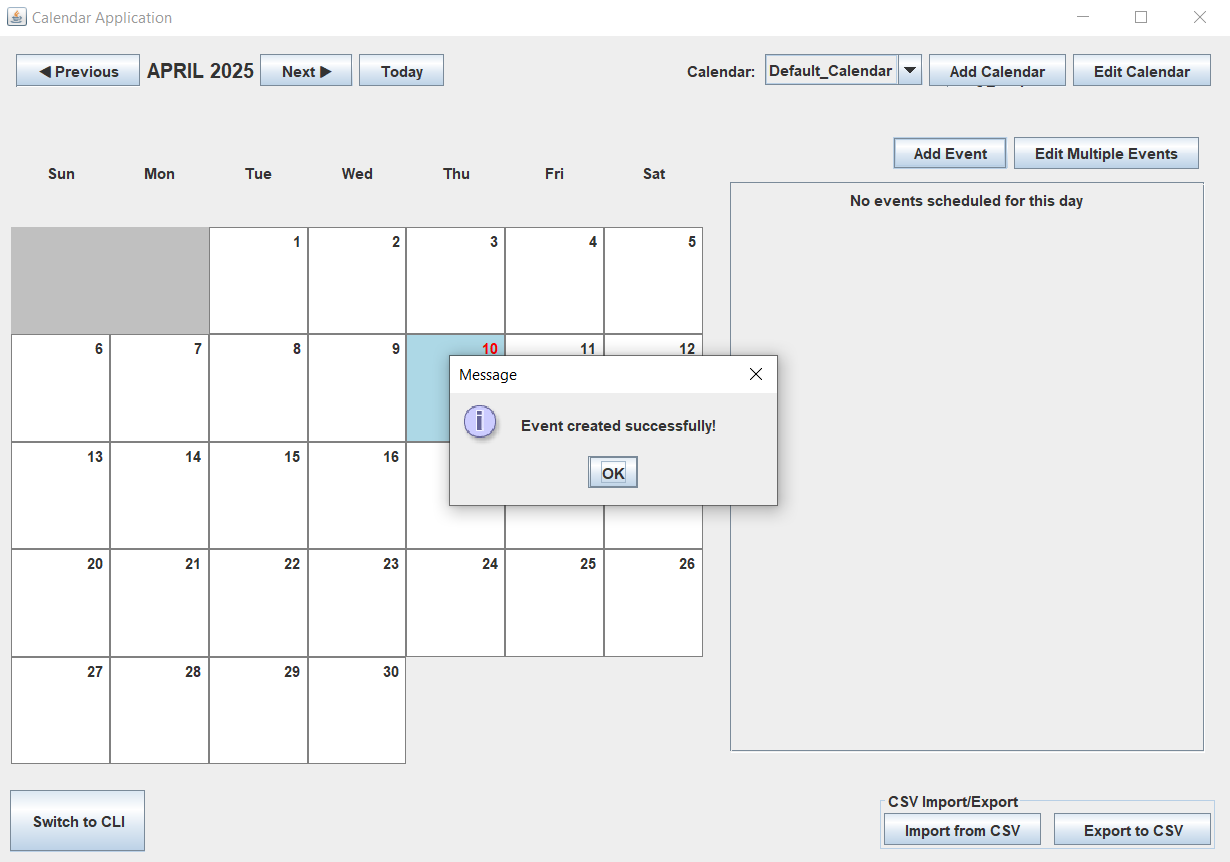 Calendar Application
◀ Previous APRIL 2025 Next ▶ Today Calendar: Default_Calendar Add Calendar Edit Calendar
Add Event Edit Multiple Events
Sun Mon Tue Wed Thu Fri Sat
No events scheduled for this day
1 2 3 4 5
6 7 8 9 10 11 12
Message
Event created successfully!
OK
13 14 15 16
20 21 22 23 24 25 26
27 28 29 30
Switch to CLI
CSV Import/Export
Import from CSV Export to CSV